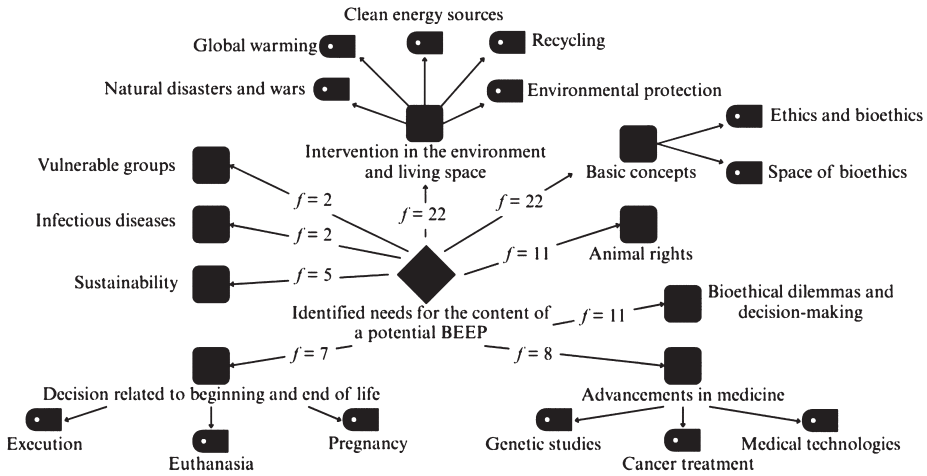 Clean energy sources
Global warming
Recycling
Natural disasters and wars
Environmental protection
Ethics and bioethics
Intervention in the environment
and living space
Vulnerable groups
Basic concepts
Space of bioethics
f = 2
f = 22
f = 22
Infectious diseases
f = 2
f = 11
Animal rights
Sustainability
f = 5
Bioethical dilemmas and
decision-making
Identified needs for the content of
a potential BEEP
f = 11
f = 7
f = 8
Decision related to beginning and end of life
Advancements in medicine
Execution
Euthanasia
Pregnancy
Genetic studies
Cancer treatment
Medical technologies